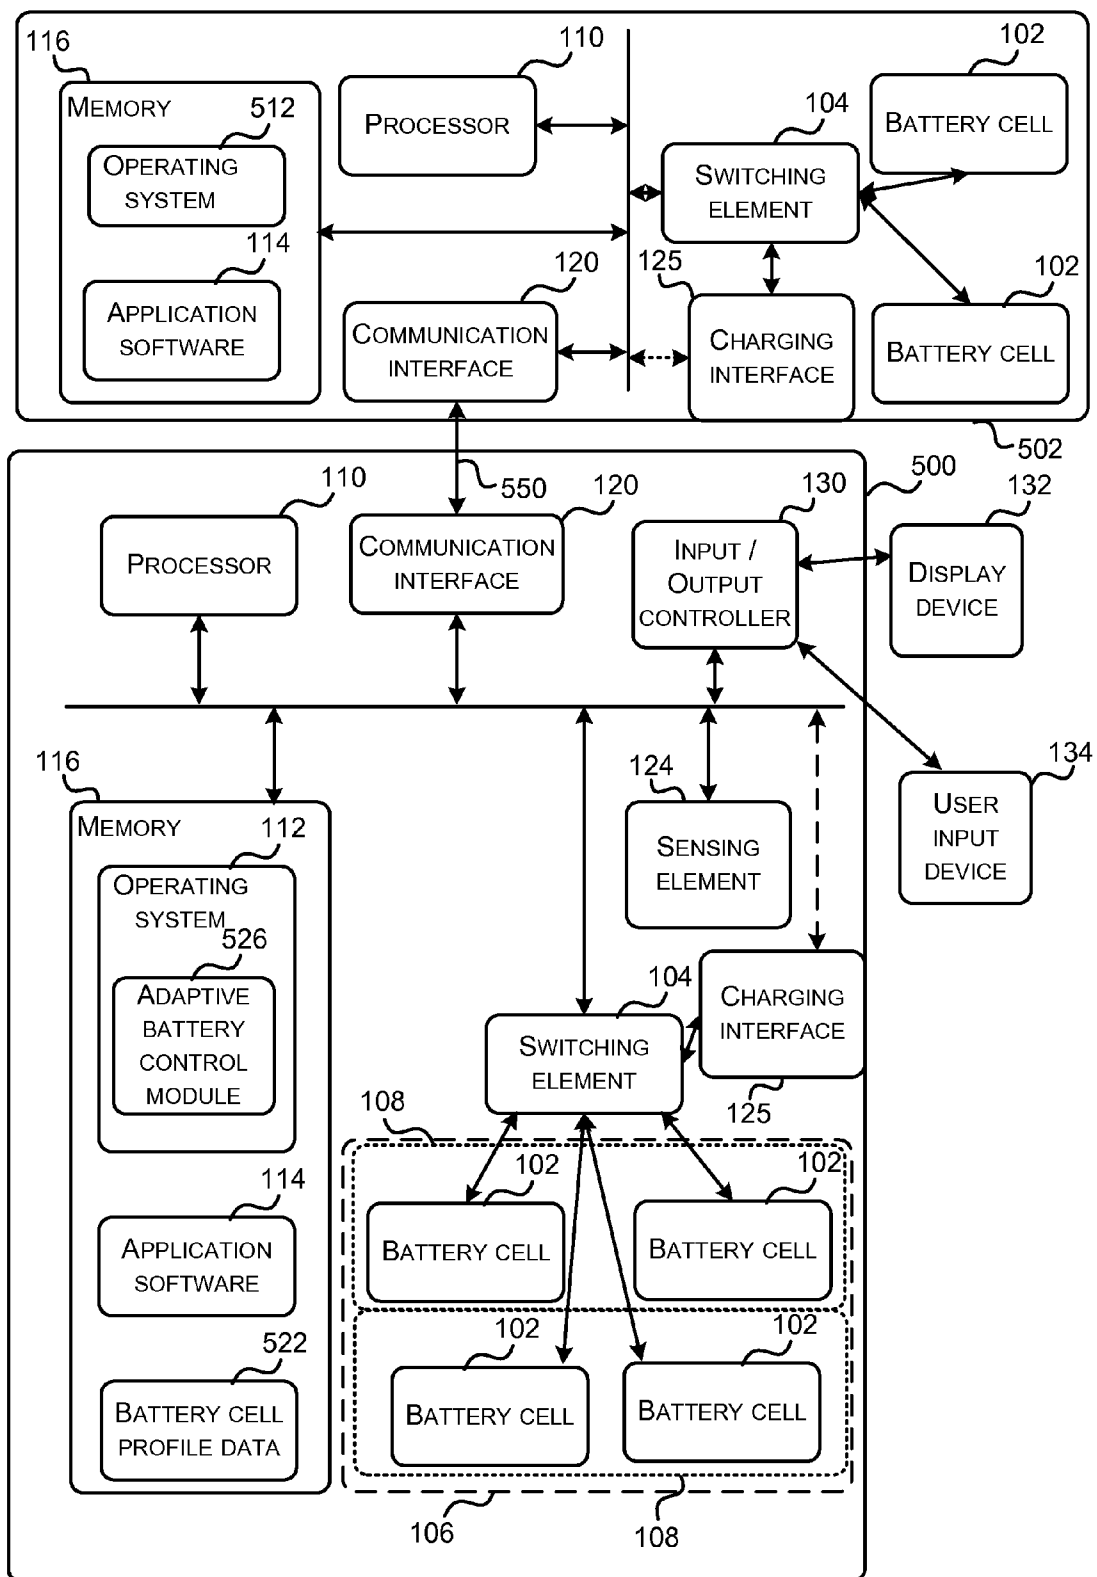 116
110
102
MEMORY
512
OPERATING
SYSTEM
PROCESSOR
104
BATTERY CELL
SWITCHING
ELEMENT
114
APPLICATION
SOFTWARE
120
COMMUNICATION
INTERFACE
125
CHARGING
INTERFACE
102
BATTERY CELL
502
550
500
110
PROCESSOR
120
COMMUNICATION
INTERFACE
130
INPUT /
OUTPUT
CONTROLLER
132
DISPLAY
DEVICE
134
USER
INPUT
DEVICE
116
MEMORY
112
OPERATING
SYSTEM
526
ADAPTIVE
BATTERY
CONTROL
MODULE
124
SENSING
ELEMENT
104
SWITCHING
ELEMENT
CHARGING
INTERFACE
125
108
102
BATTERY CELL
102
BATTERY CELL
114
APPLICATION
SOFTWARE
102
BATTERY CELL
102
BATTERY CELL
522
BATTERY CELL
PROFILE DATA
106
108